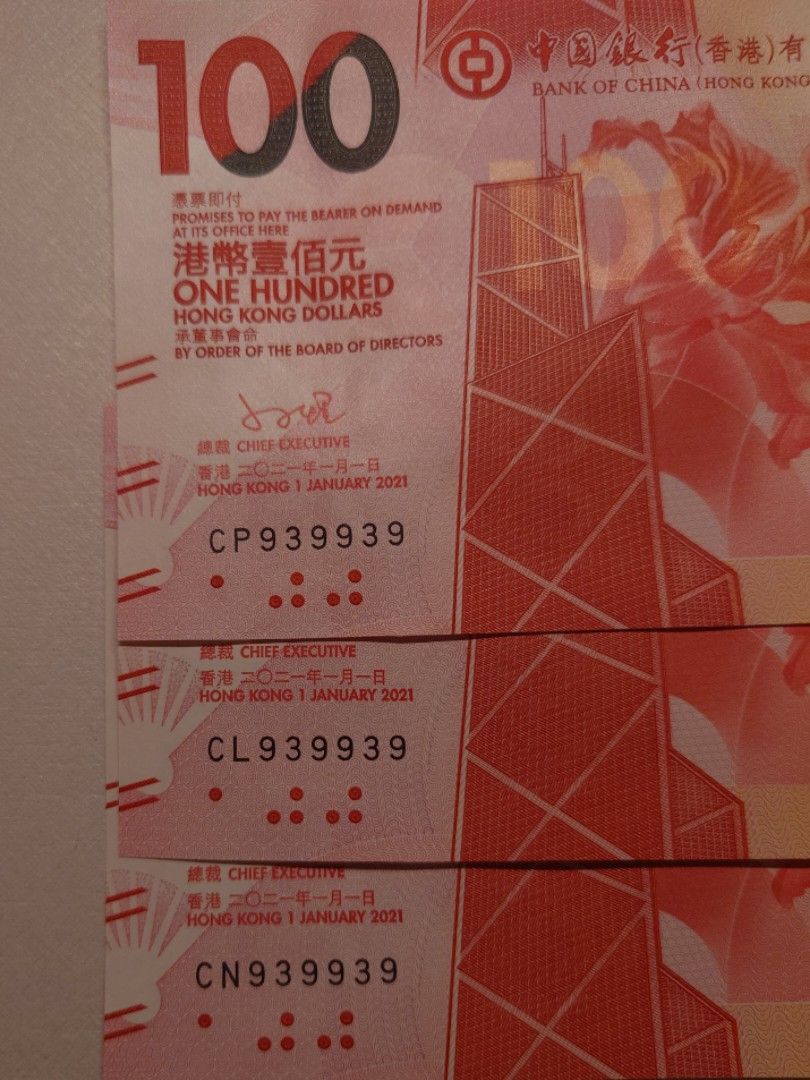 100
中國銀行(香港)有
BANK OF CHINA (HONG KONG
憑票即付
PROMISES TO PAY THE BEARER ON DEMAND
AT ITS OFFICE HERE
港幣壹佰元
ONE HUNDRED
HONG KONG DOLLARS
承董事會命
BY ORDER OF THE BOARD OF DIRECTORS
總裁 CHIEF EXECUTIVE
香港 二〇二一年一月一日
HONG KONG 1 JANUARY 2021
CP939939
總裁 CHIEF EXECUTIVE
香港 二〇二一年一月一日
HONG KONG 1 JANUARY 2021
CL939939
總裁 CHIEF EXECUTIVE
香港 二〇二一年一月一日
HONG KONG 1 JANUARY 2021
CN939939